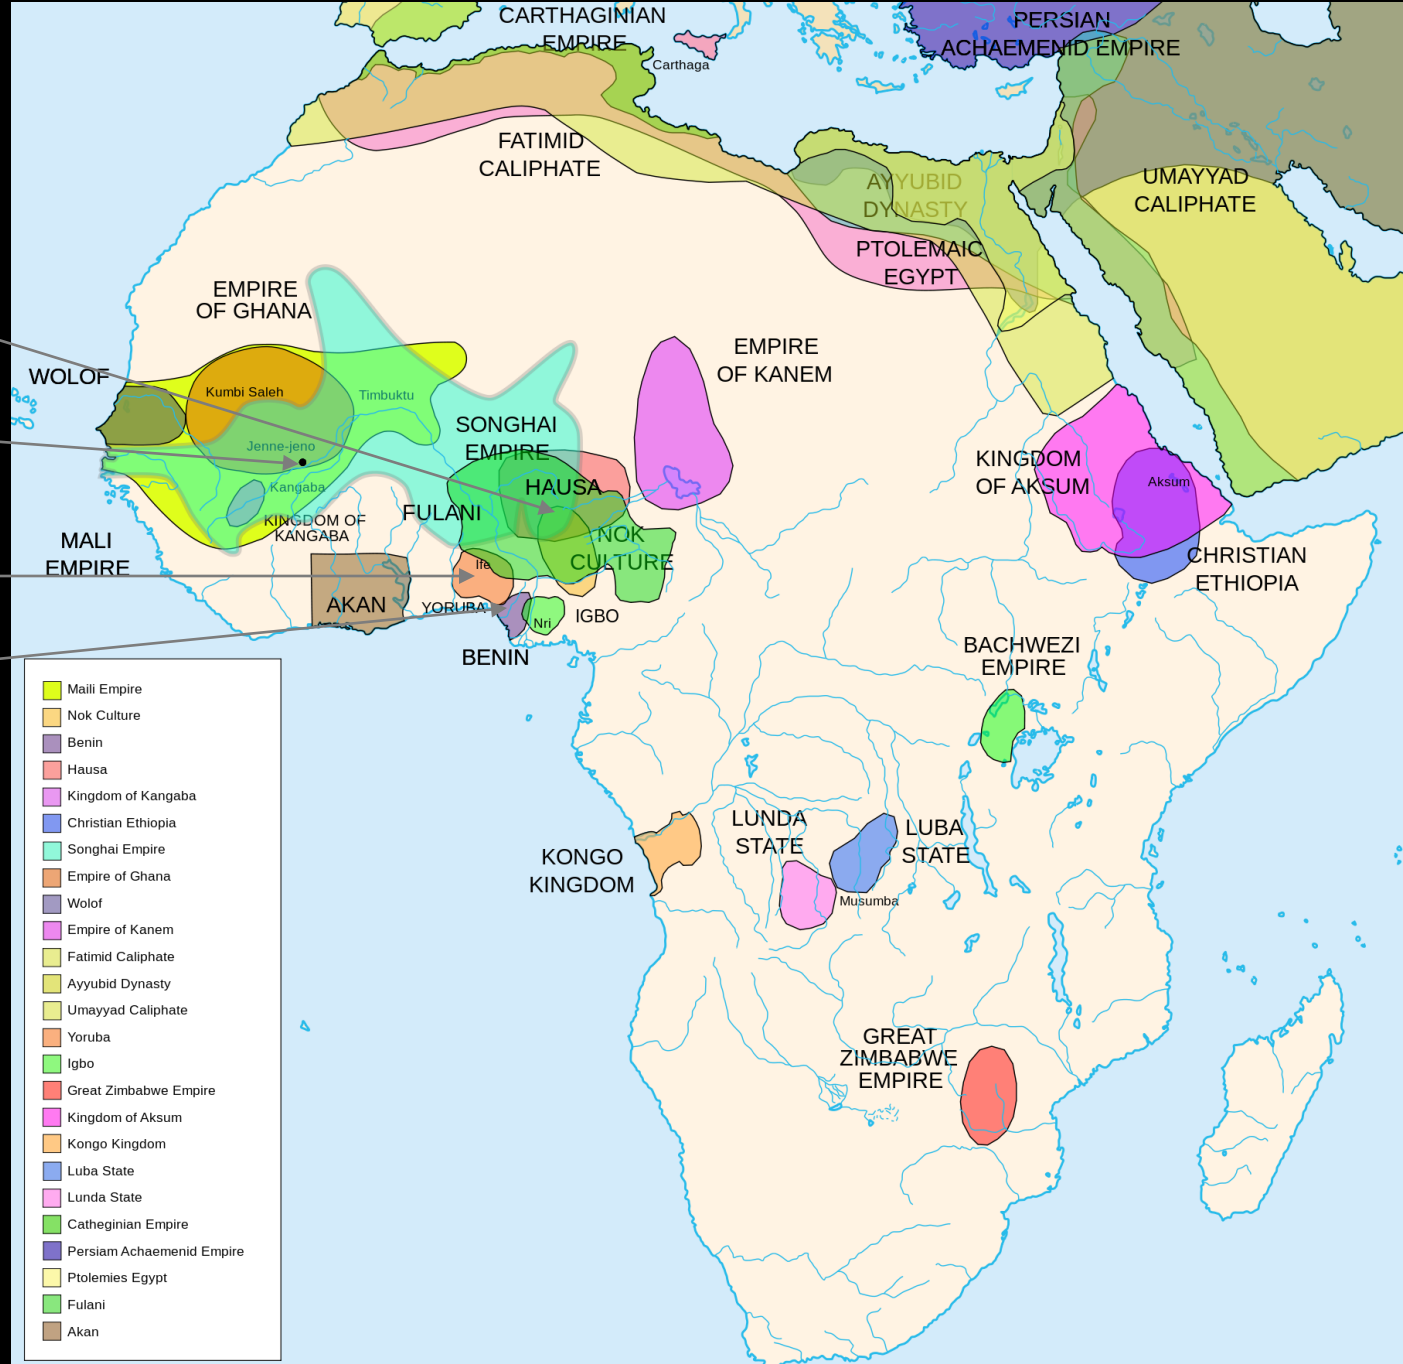 CARTHAGINIAN
EMPIRE
Carthaga
PERSIAN
ACHAEMENID EMPIRE
FATIMID
CALIPHATE
AYYUBID
DYNASTY
UMAYYAD
CALIPHATE
PTOLEMAIC
EGYPT
EMPIRE
OF GHANA
WOLOF
Kumbi Saleh
Timbuktu
Jenne-jeno
Kangaba
KINGDOM OF
KANGABA
EMPIRE
OF KANEM
SONGHAI
EMPIRE
HAUSA
FULANI
NOK
CULTURE
KINGDOM
OF AKSUM
Aksum
CHRISTIAN
ETHIOPIA
MALI
EMPIRE
AKAN
Ife
YORUBA
Nri
IGBO
BENIN
BACHWEZI
EMPIRE
LUNDA
STATE
LUBA
STATE
KONGO
KINGDOM
Musumba
GREAT
ZIMBABWE
EMPIRE
Maili Empire
Nok Culture
Benin
Hausa
Kingdom of Kangaba
Christian Ethiopia
Songhai Empire
Empire of Ghana
Wolof
Empire of Kanem
Fatimid Caliphate
Ayyubid Dynasty
Umayyad Caliphate
Yoruba
Igbo
Great Zimbabwe Empire
Kingdom of Aksum
Kongo Kingdom
Luba State
Lunda State
Catheginian Empire
Persiam Achaemenid Empire
Ptolemies Egypt
Fulani
Akan